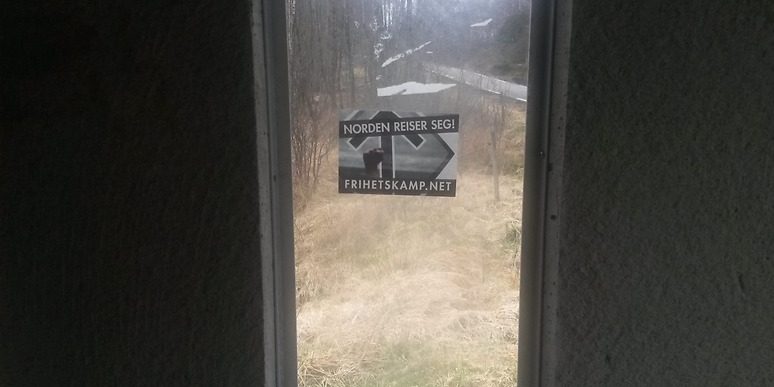 NORDEN REISER SEG!
FRIHETSKAMP.NET